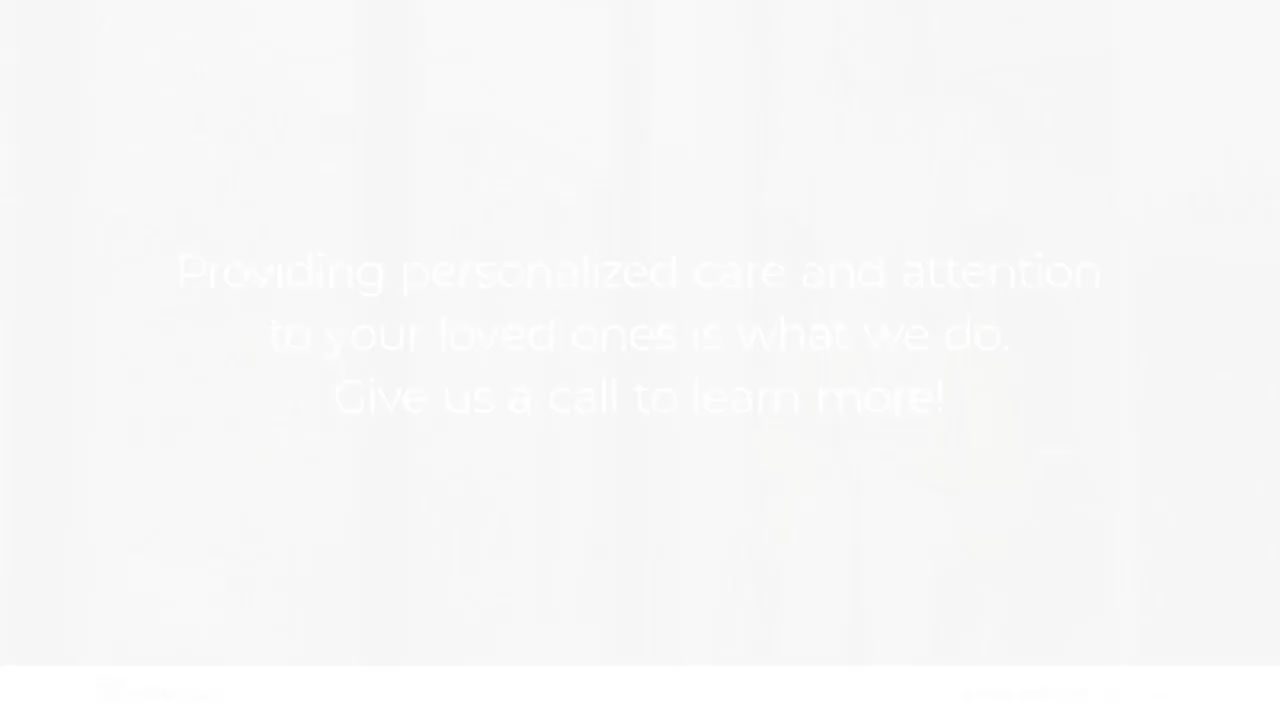 Providing personalized care and attention
to your loved ones is what we do.
Give us a call to learn more!